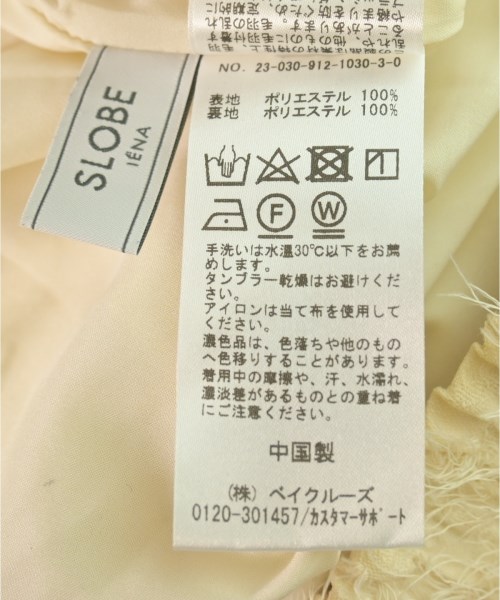 SLOBE
IÉNA
NO. 23-030-912-1030-3-0
表地 ポリエステル 100%
裏地 ポリエステル 100%
F
W
手洗いは水温30℃以下をお薦
めします。
タンブラー乾燥はお避けくだ
さい。
アイロンは当て布を使用して
ください。
濃色品は、色落ちや他のもの
へ色移りすることがあります。
着用中の摩擦や、汗、水濡れ、
濃淡差があるものとの重ね着
にご注意ください。
中国製
(株) ベイクルーズ
0120-301457/カスタマーサポート